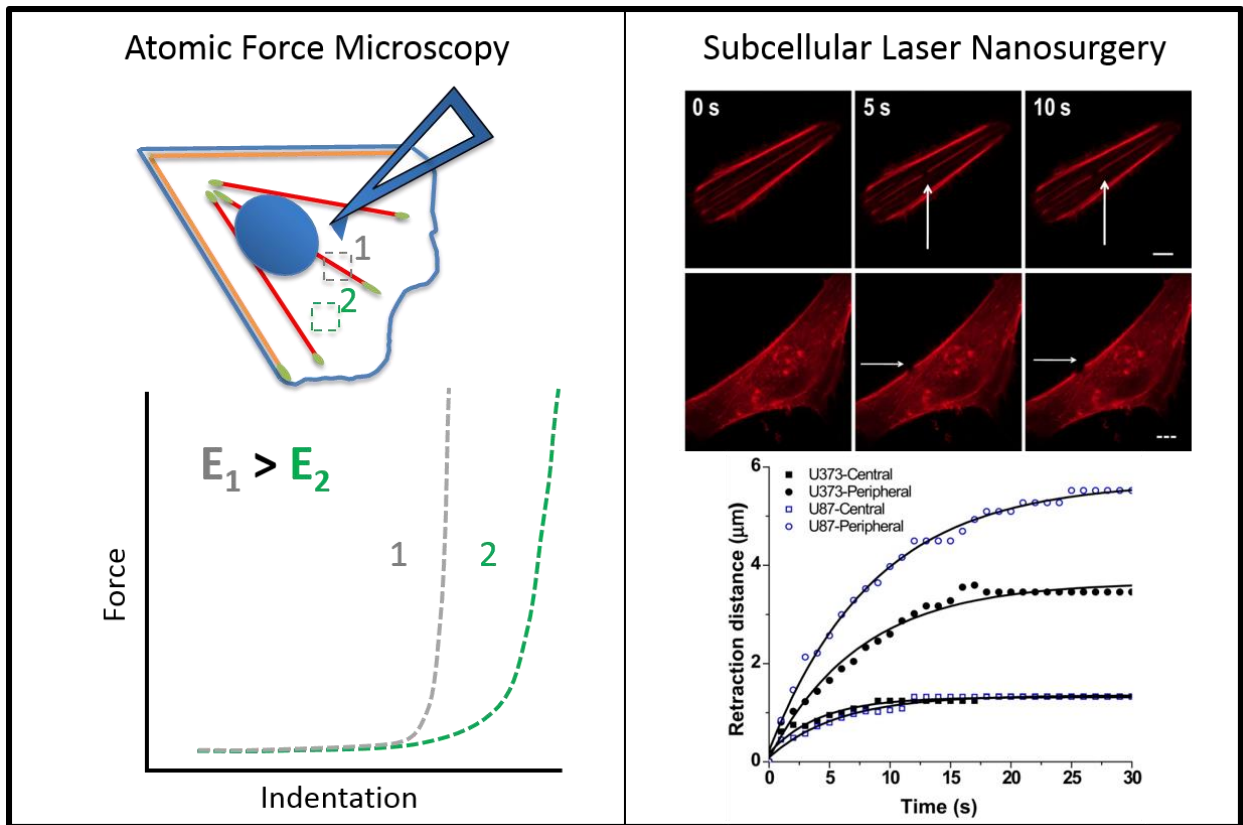 Atomic Force Microscopy
1
2
E₁ > E₂
1
2
Force
Indentation
Subcellular Laser Nanosurgery
0 s
5 s
10 s
U373-Central
U373-Peripheral
U87-Central
U87-Peripheral
6
4
2
0
Retraction distance (μm)
0 5 10 15 20 25 30
Time (s)